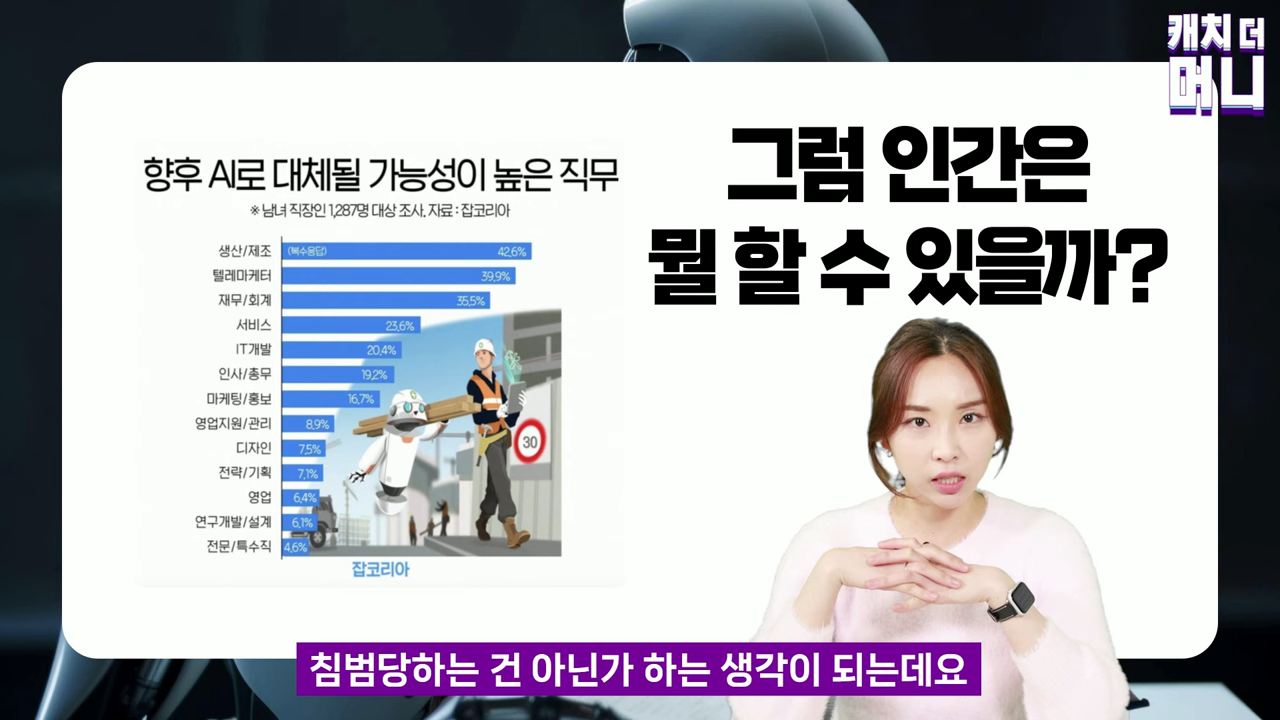 캐치 더
머니
향후 AI로 대체될 가능성이 높은 직무
※ 남녀 직장인 1,287명 대상 조사, 자료 : 잡코리아
생산/제조 (복수응답) 42,6%
텔레마케터 39,9%
재무/회계 35,5%
서비스 23,6%
IT개발 20,4%
인사/총무 19,2%
마케팅/홍보 16,7%
영업지원/관리 8,9%
디자인 7,5%
전략/기획 7,1%
영업 6,4%
연구개발/설계 6,1%
전문/특수직 4,6%
30
잡코리아
그럼 인간은
뭘 할 수 있을까?
침범당하는 건 아닌가 하는 생각이 되는데요